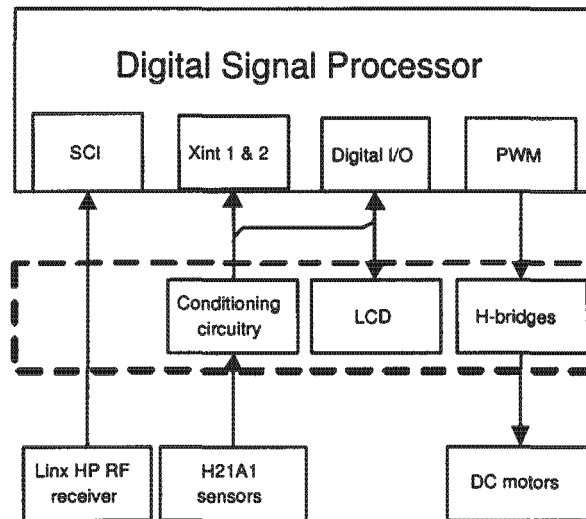 Digital Signal Processor
SCI
Xint 1 & 2
Digital I/O
PWM
Conditioning
circuitry
LCD
H-bridges
Linx HP RF
receiver
H21A1
sensors
DC motors